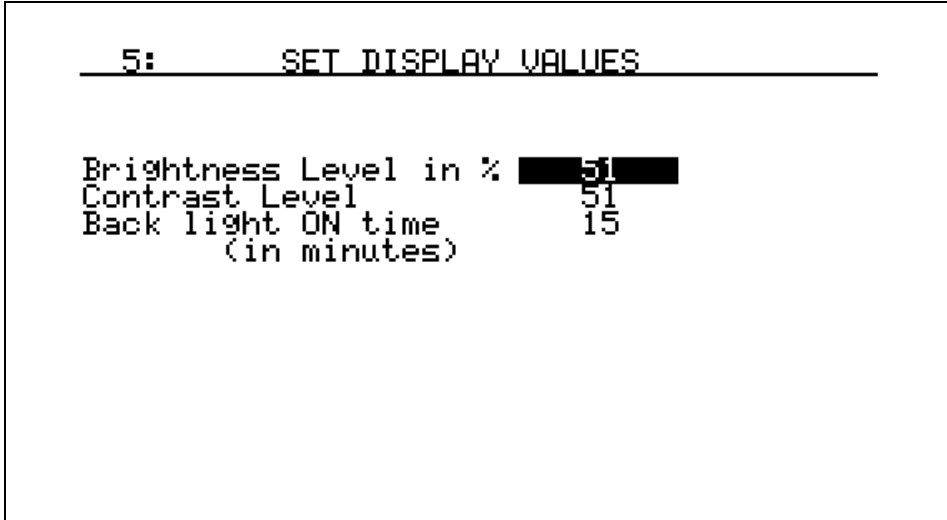 5: SET DISPLAY VALUES
Brightness Level in % 51
Contrast Level 51
Back light ON time 15
(in minutes)